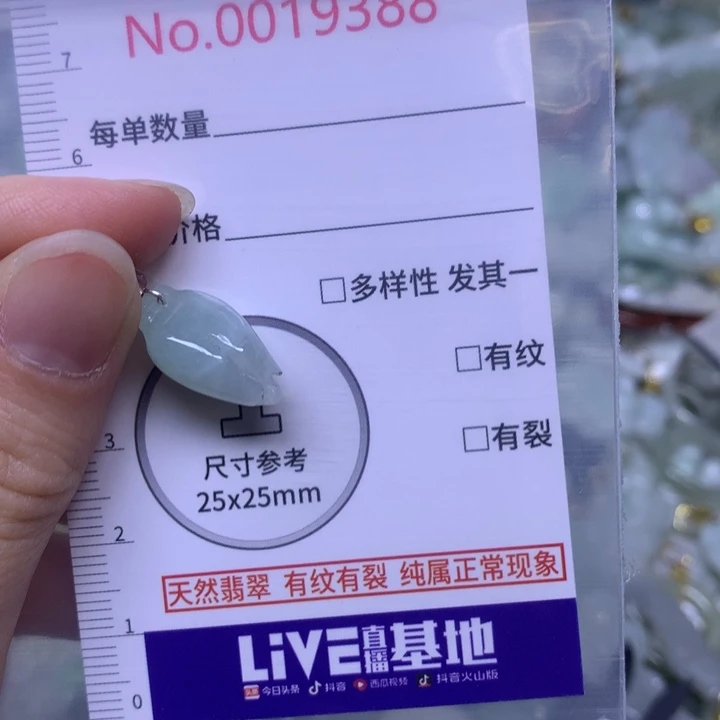 No.0019388
7
每单数量
6
价格
□多样性 发其一
□有纹
□有裂
3
尺寸参考
25x25mm
2
天然翡翠 有纹有裂 纯属正常现象
1
LiVE直播基地
今日头条 抖音 西瓜视频 抖音火山版
0